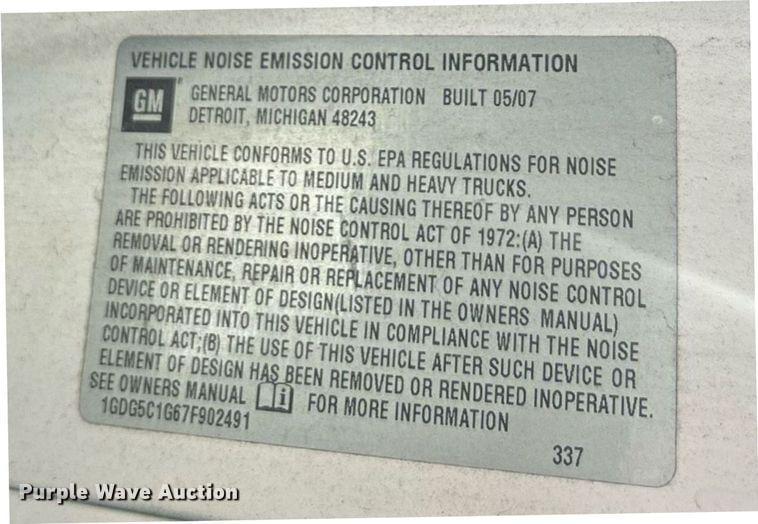 VEHICLE NOISE EMISSION CONTROL INFORMATION
GM
GENERAL MOTORS CORPORATION BUILT 05/07
DETROIT, MICHIGAN 48243
THIS VEHICLE CONFORMS TO U.S. EPA REGULATIONS FOR NOISE
EMISSION APPLICABLE TO MEDIUM AND HEAVY TRUCKS.
THE FOLLOWING ACTS OR THE CAUSING THEREOF BY ANY PERSON
ARE PROHIBITED BY THE NOISE CONTROL ACT OF 1972:(A) THE
REMOVAL OR RENDERING INOPERATIVE, OTHER THAN FOR PURPOSES
OF MAINTENANCE, REPAIR OR REPLACEMENT OF ANY NOISE CONTROL
DEVICE OR ELEMENT OF DESIGN(LISTED IN THE OWNERS MANUAL)
INCORPORATED INTO THIS VEHICLE IN COMPLIANCE WITH THE NOISE
CONTROL ACT;(B) THE USE OF THIS VEHICLE AFTER SUCH DEVICE OR
ELEMENT OF DESIGN HAS BEEN REMOVED OR RENDERED INOPERATIVE.
SEE OWNERS MANUAL i FOR MORE INFORMATION
1GDG5C1G67F902491
337
Purple Wave Auction